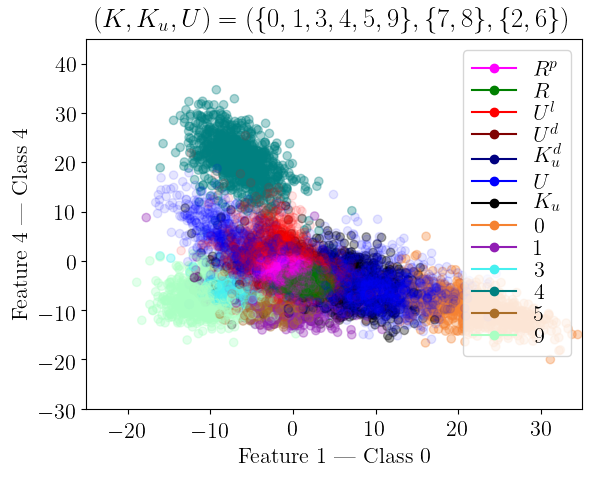 (K, K_u, U) = ({0, 1, 3, 4, 5, 9}, {7, 8}, {2, 6})
40
30
20
10
0
−10
−20
−30
Feature 4 — Class 4
R^p
R
U^l
U^d
K_u^d
U
K_u
0
1
3
4
5
9
−20
−10
0
10
20
30
Feature 1 — Class 0